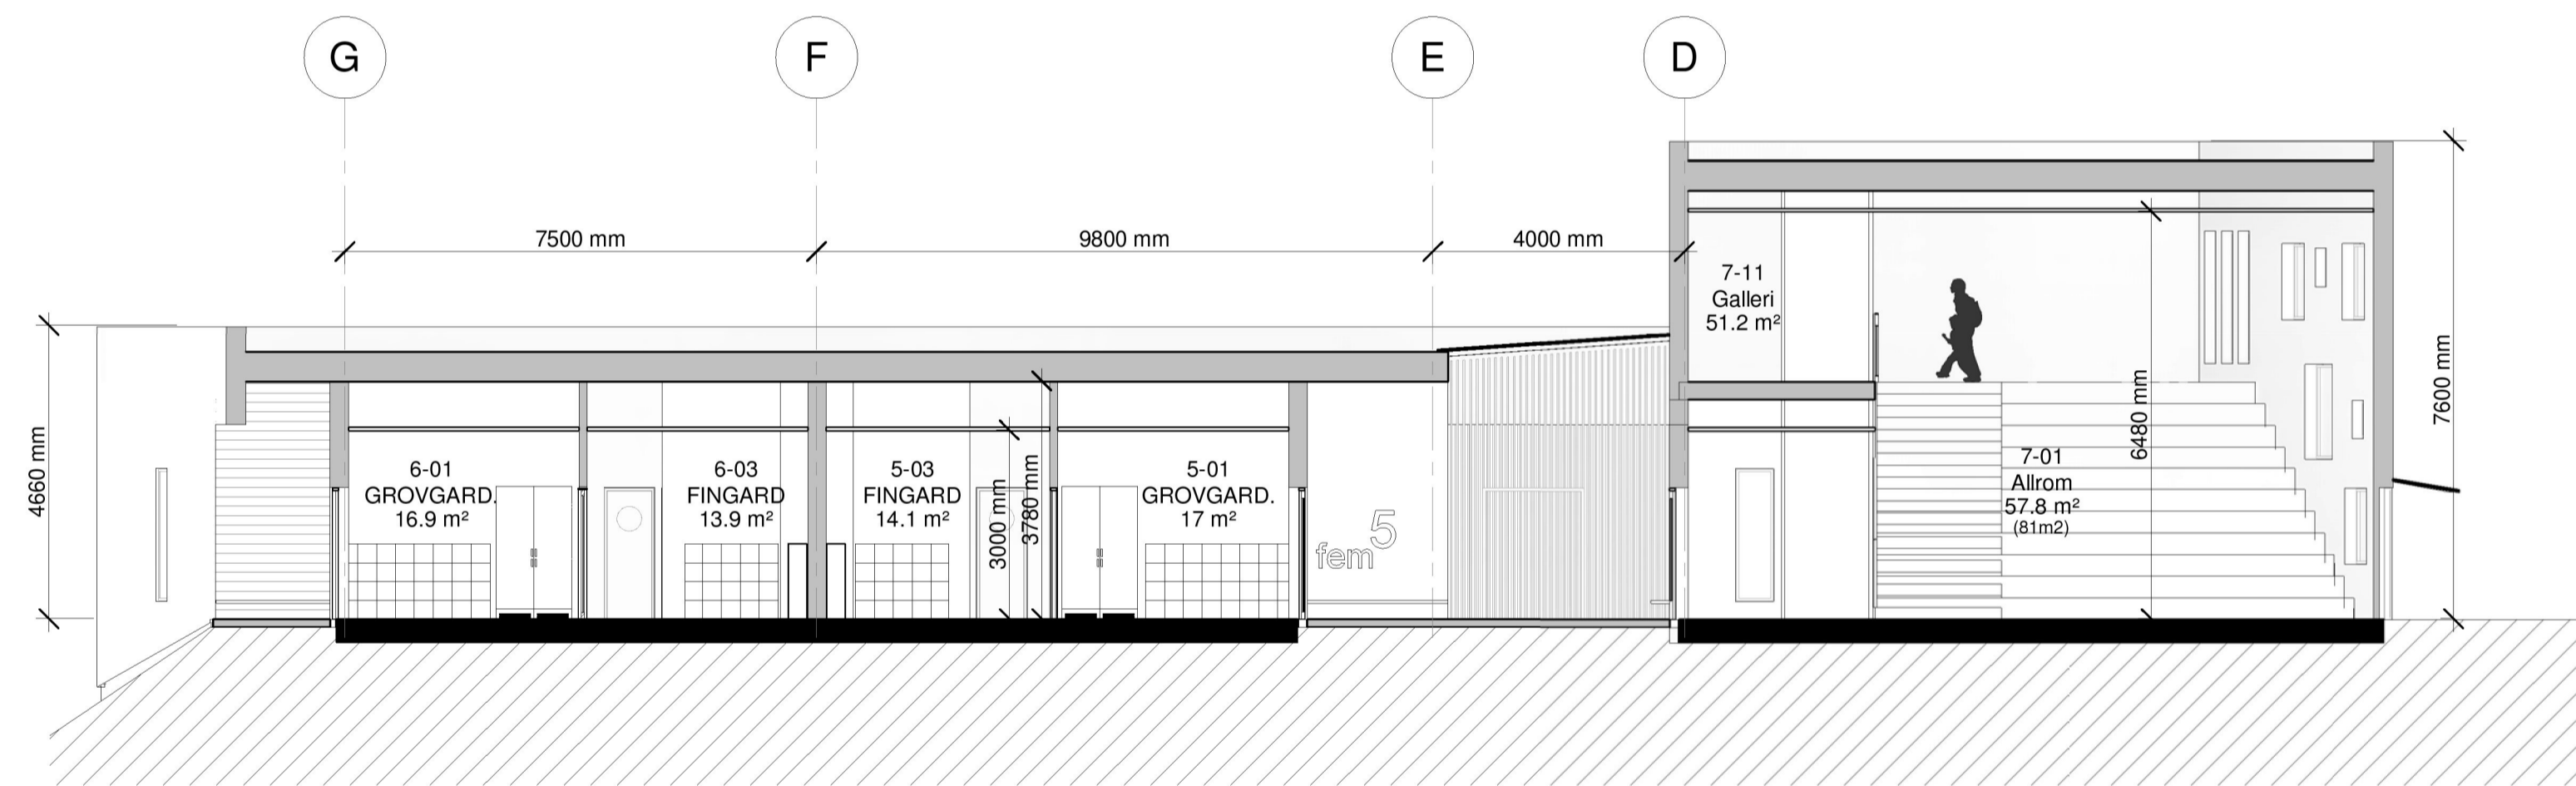 G
F
E
D
7500 mm
9800 mm
4000 mm
4660 mm
6-01
GROVGARD.
16.9 m²
6-03
FINGARD
13.9 m²
5-03
FINGARD
14.1 m²
3000 mm
3780 mm
5-01
GROVGARD.
17 m²
fem5
7-11
Galleri
51.2 m²
7-01
Allrom
57.8 m²
(81m2)
6480 mm
7600 mm